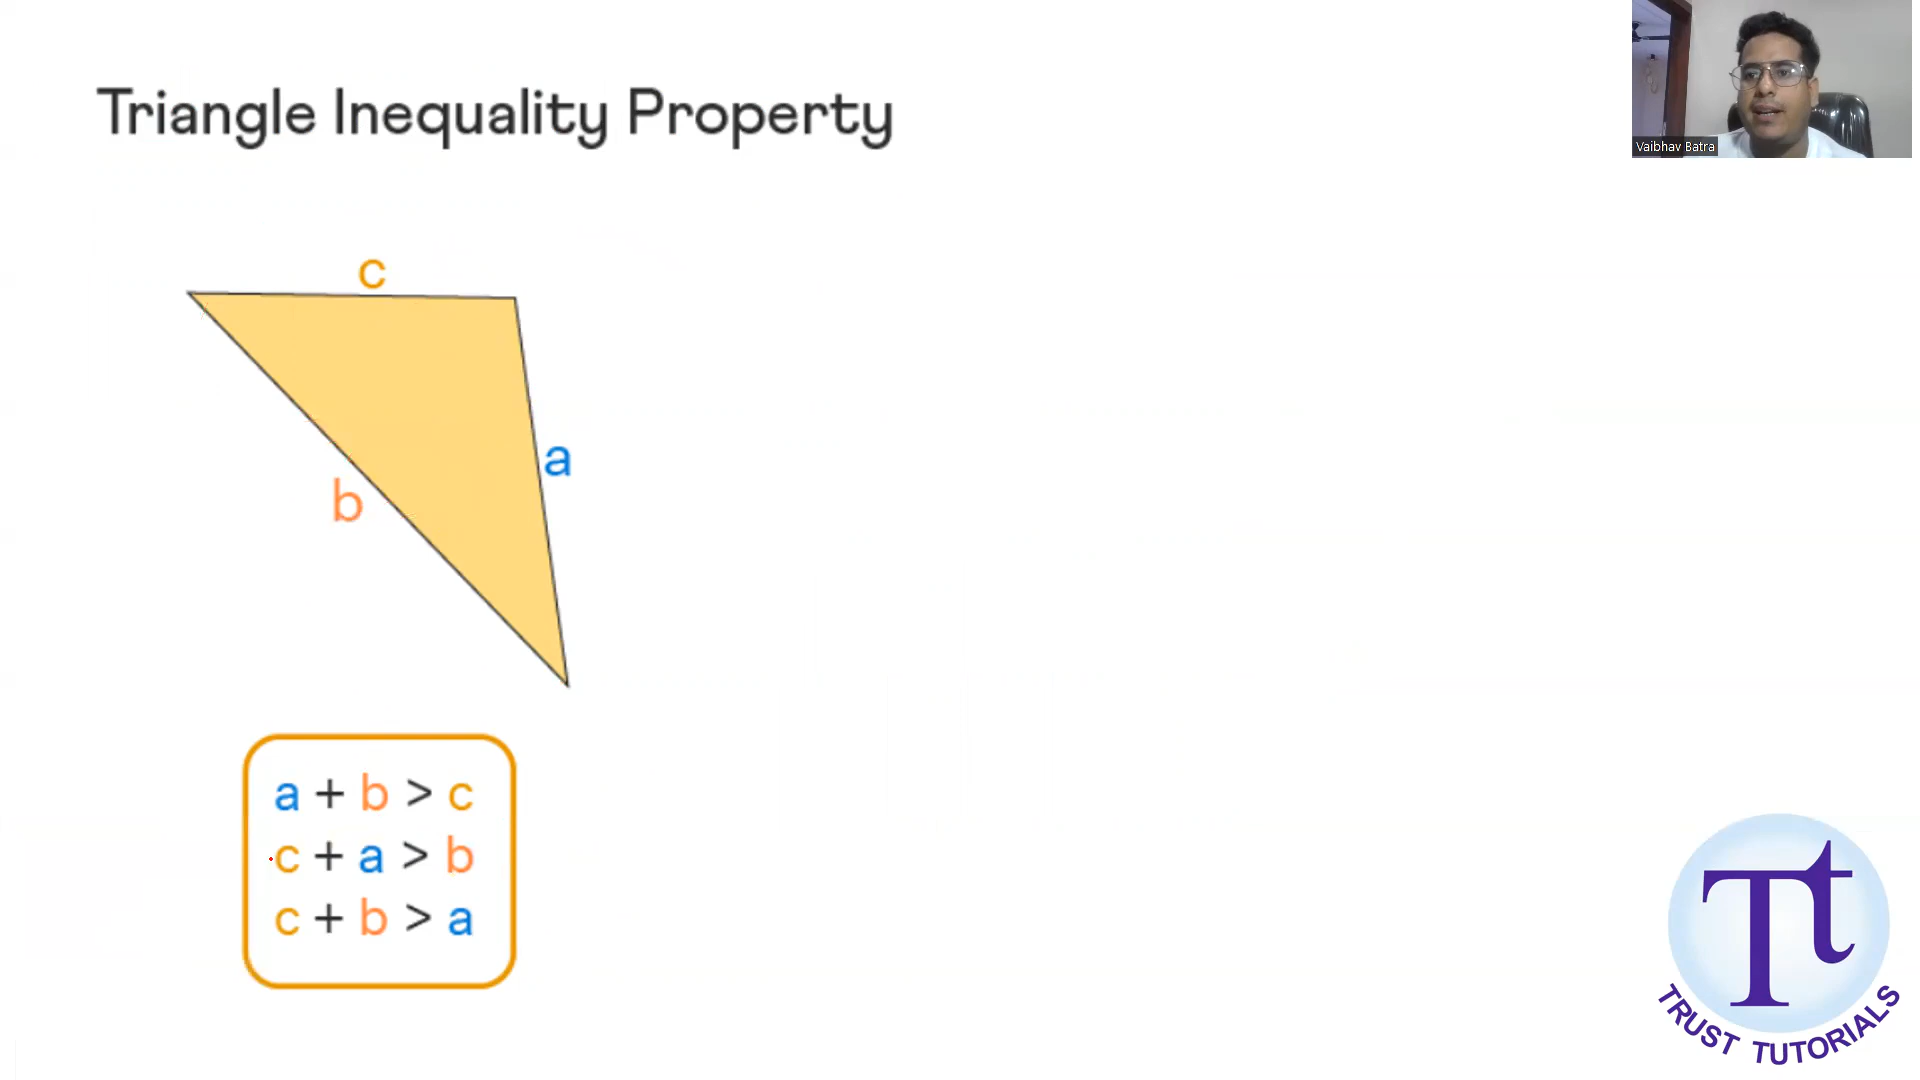 Triangle Inequality Property
Vaibhav Batra
c
a
b
a + b > c
c + a > b
c + b > a
Tt
TRUST TUTORIALS